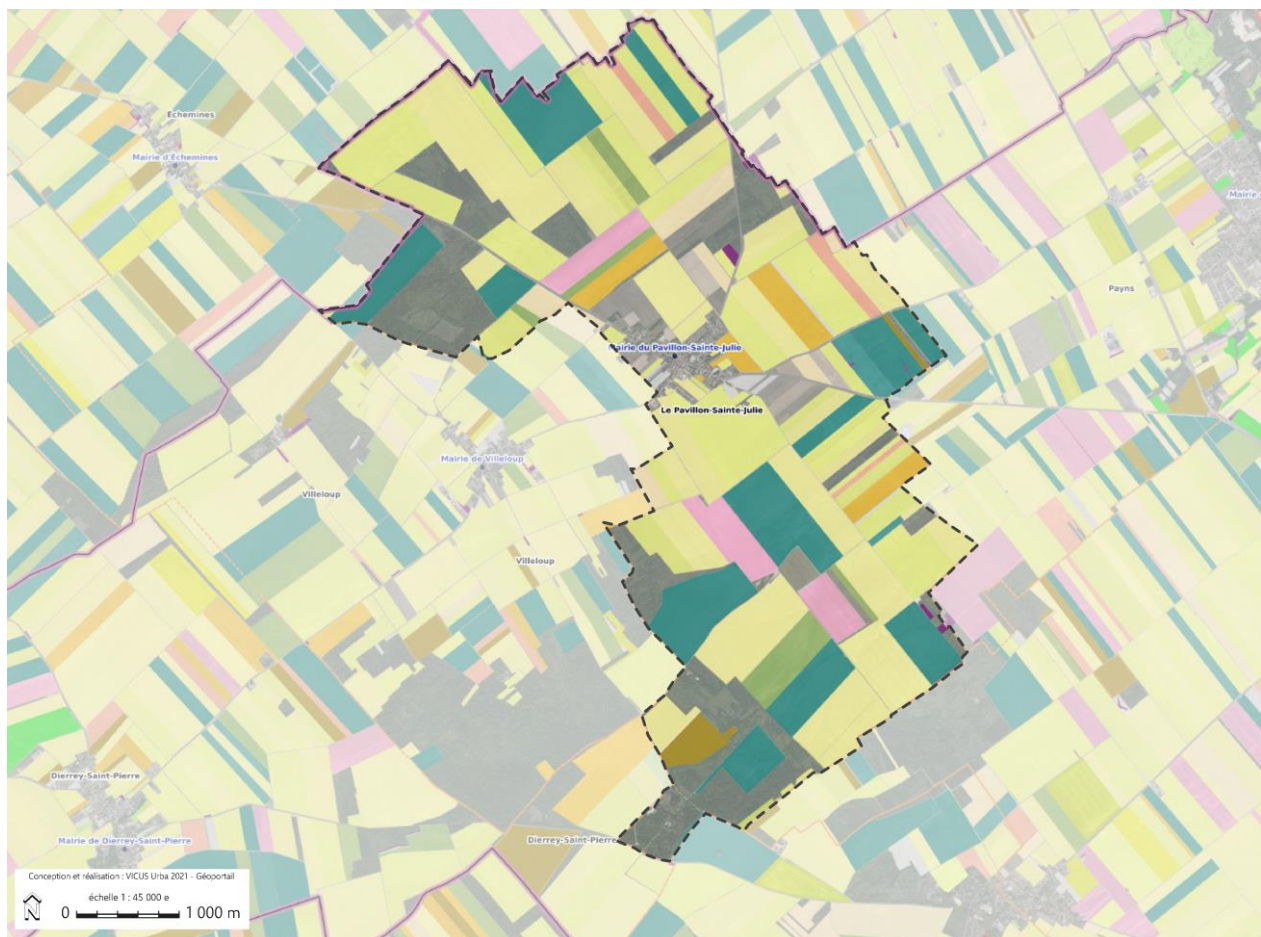 Echemines
Mairie d'Echemines
Mairie
Payns
Mairie du Pavillon-Sainte-Julie
Le Pavillon-Sainte-Julie
Mairie de Villeloup
Villeloup
Villeloup
Dierrey-Saint-Pierre
Mairie de Dierrey-Saint-Pierre
Dierrey-Saint-Pierre
Conception et réalisation : VICUS Urba 2021 - Géoportail
échelle 1 : 45 000 e
N
0 1 000 m